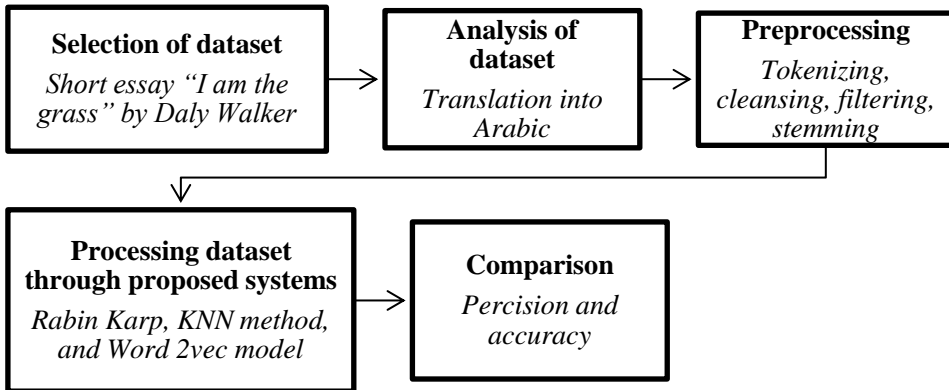 Selection of dataset
Short essay “I am the
grass” by Daly Walker
Analysis of
dataset
Translation into
Arabic
Preprocessing
Tokenizing,
cleansing, filtering,
stemming
Processing dataset
through proposed systems
Rabin Karp, KNN method,
and Word 2vec model
Comparison
Percision and
accuracy